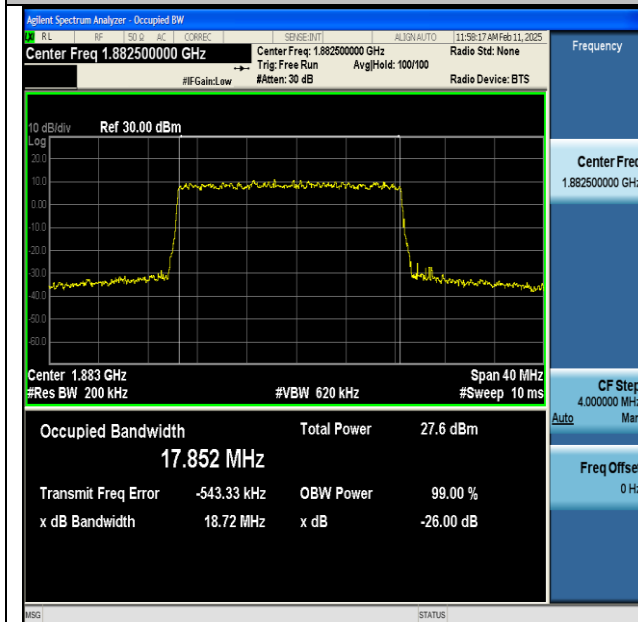 Agilent Spectrum Analyzer - Occupied BW
RL RF 50 Ω AC CORREC SENSE:INT ALIGN AUTO 11:58:17 AM Feb 11, 2025
Center Freq 1.882500000 GHz
Center Freq: 1.882500000 GHz
Radio Std: None
Trig: Free Run Avg|Hold: 100/100
#IFGain:Low #Atten: 30 dB Radio Device: BTS
Frequency
10 dB/div Ref 30.00 dBm
Log
20.0
10.0
0.00
-10.0
-20.0
-30.0
-40.0
-50.0
-60.0
Center 1.883 GHz Span 40 MHz
#Res BW 200 kHz #VBW 620 kHz #Sweep 10 ms
Occupied Bandwidth Total Power 27.6 dBm
17.852 MHz
Transmit Freq Error -543.33 kHz OBW Power 99.00 %
x dB Bandwidth 18.72 MHz x dB -26.00 dB
Center Freq
1.882500000 GHz
CF Step
4.000000 MHz
Auto Man
Freq Offset
0 Hz
MSG STATUS